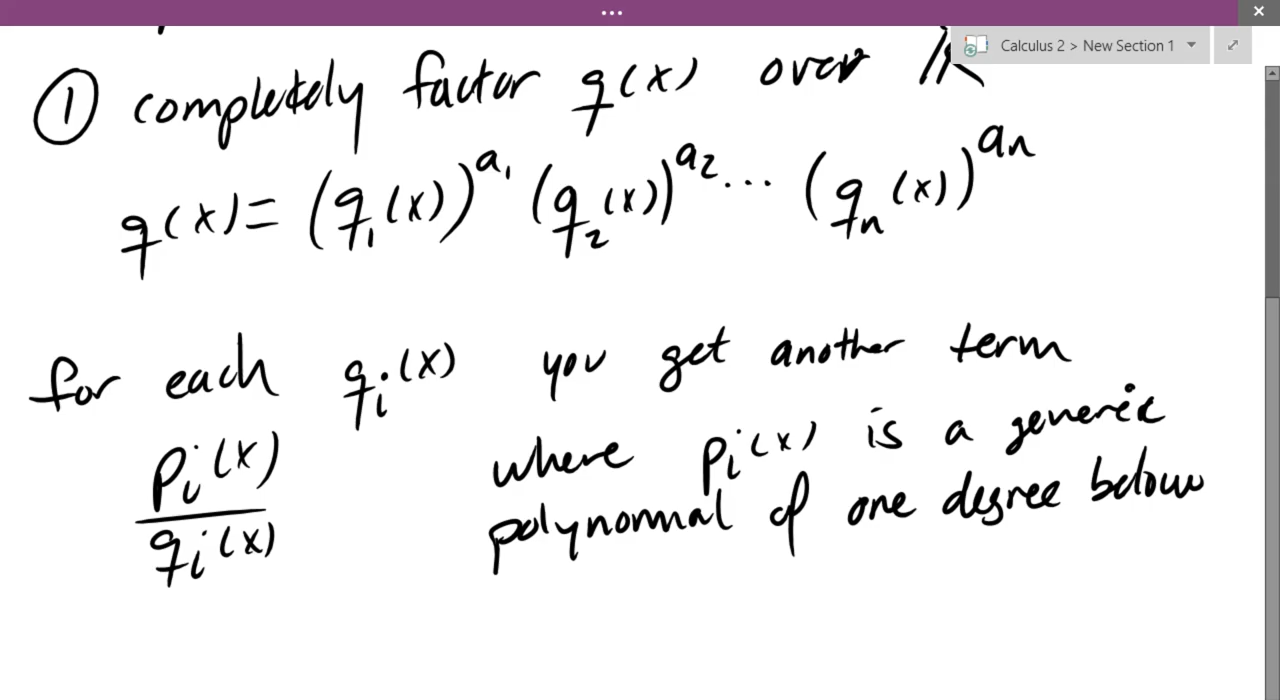 Calculus 2 > New Section 1
① completely factor q(x) over ℝ
q(x) = (q₁(x))^a₁ (q₂(x))^a₂ ... (qₙ(x))^aₙ
for each qᵢ(x) you get another term
pᵢ(x)
qᵢ(x)
where pᵢ(x) is a generic
polynomial of one degree below